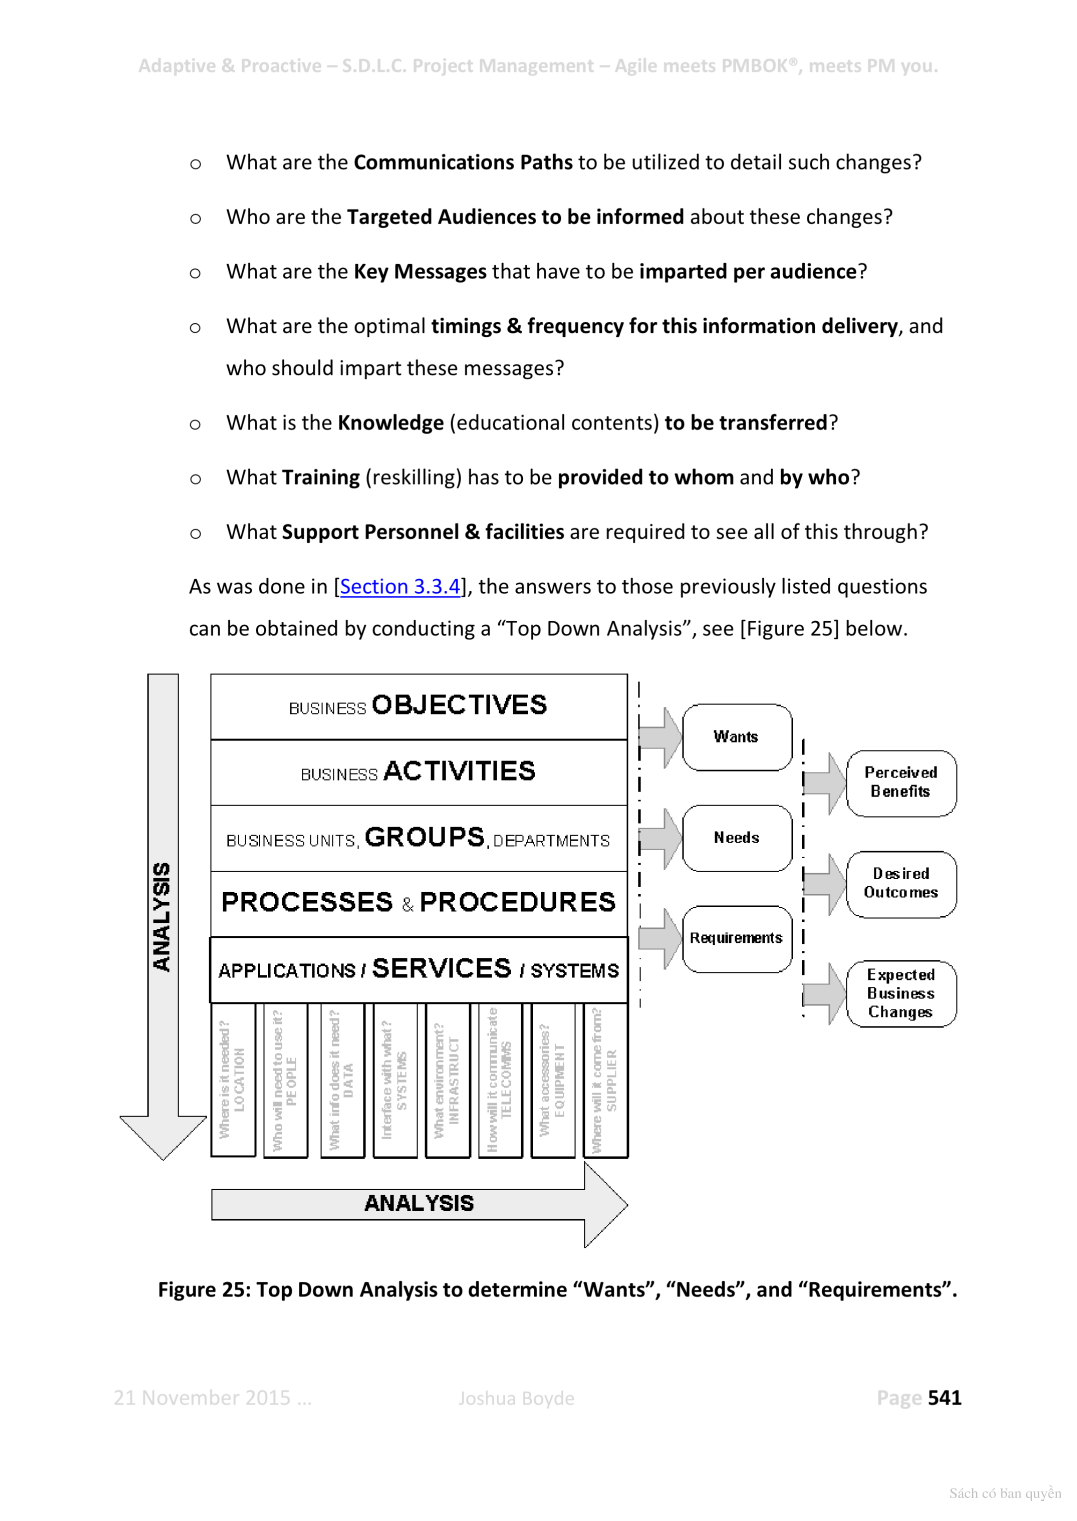 Adaptive & Proactive – S.D.L.C. Project Management – Agile meets PMBOK®, meets PM you.
o What are the Communications Paths to be utilized to detail such changes?
o Who are the Targeted Audiences to be informed about these changes?
o What are the Key Messages that have to be imparted per audience?
o What are the optimal timings & frequency for this information delivery, and
who should impart these messages?
o What is the Knowledge (educational contents) to be transferred?
o What Training (reskilling) has to be provided to whom and by who?
o What Support Personnel & facilities are required to see all of this through?
As was done in [Section 3.3.4], the answers to those previously listed questions
can be obtained by conducting a “Top Down Analysis”, see [Figure 25] below.
ANALYSIS
BUSINESS OBJECTIVES
BUSINESS ACTIVITIES
BUSINESS UNITS, GROUPS, DEPARTMENTS
PROCESSES & PROCEDURES
APPLICATIONS / SERVICES / SYSTEMS
Where is it needed?
LOCATION
Who will need to use it?
PEOPLE
What info does it need?
DATA
Interface with what?
SYSTEMS
What environment?
INFRASTRUCT
How will it communicate
TELECOMMS
What accessories?
EQUIPMENT
Where will it come from?
SUPPLIER
Wants
Needs
Requirements
Perceived
Benefits
Desired
Outcomes
Expected
Business
Changes
ANALYSIS
Figure 25: Top Down Analysis to determine “Wants”, “Needs”, and “Requirements”.
21 November 2015 … Joshua Boyde Page 541
Sách có bản quyền